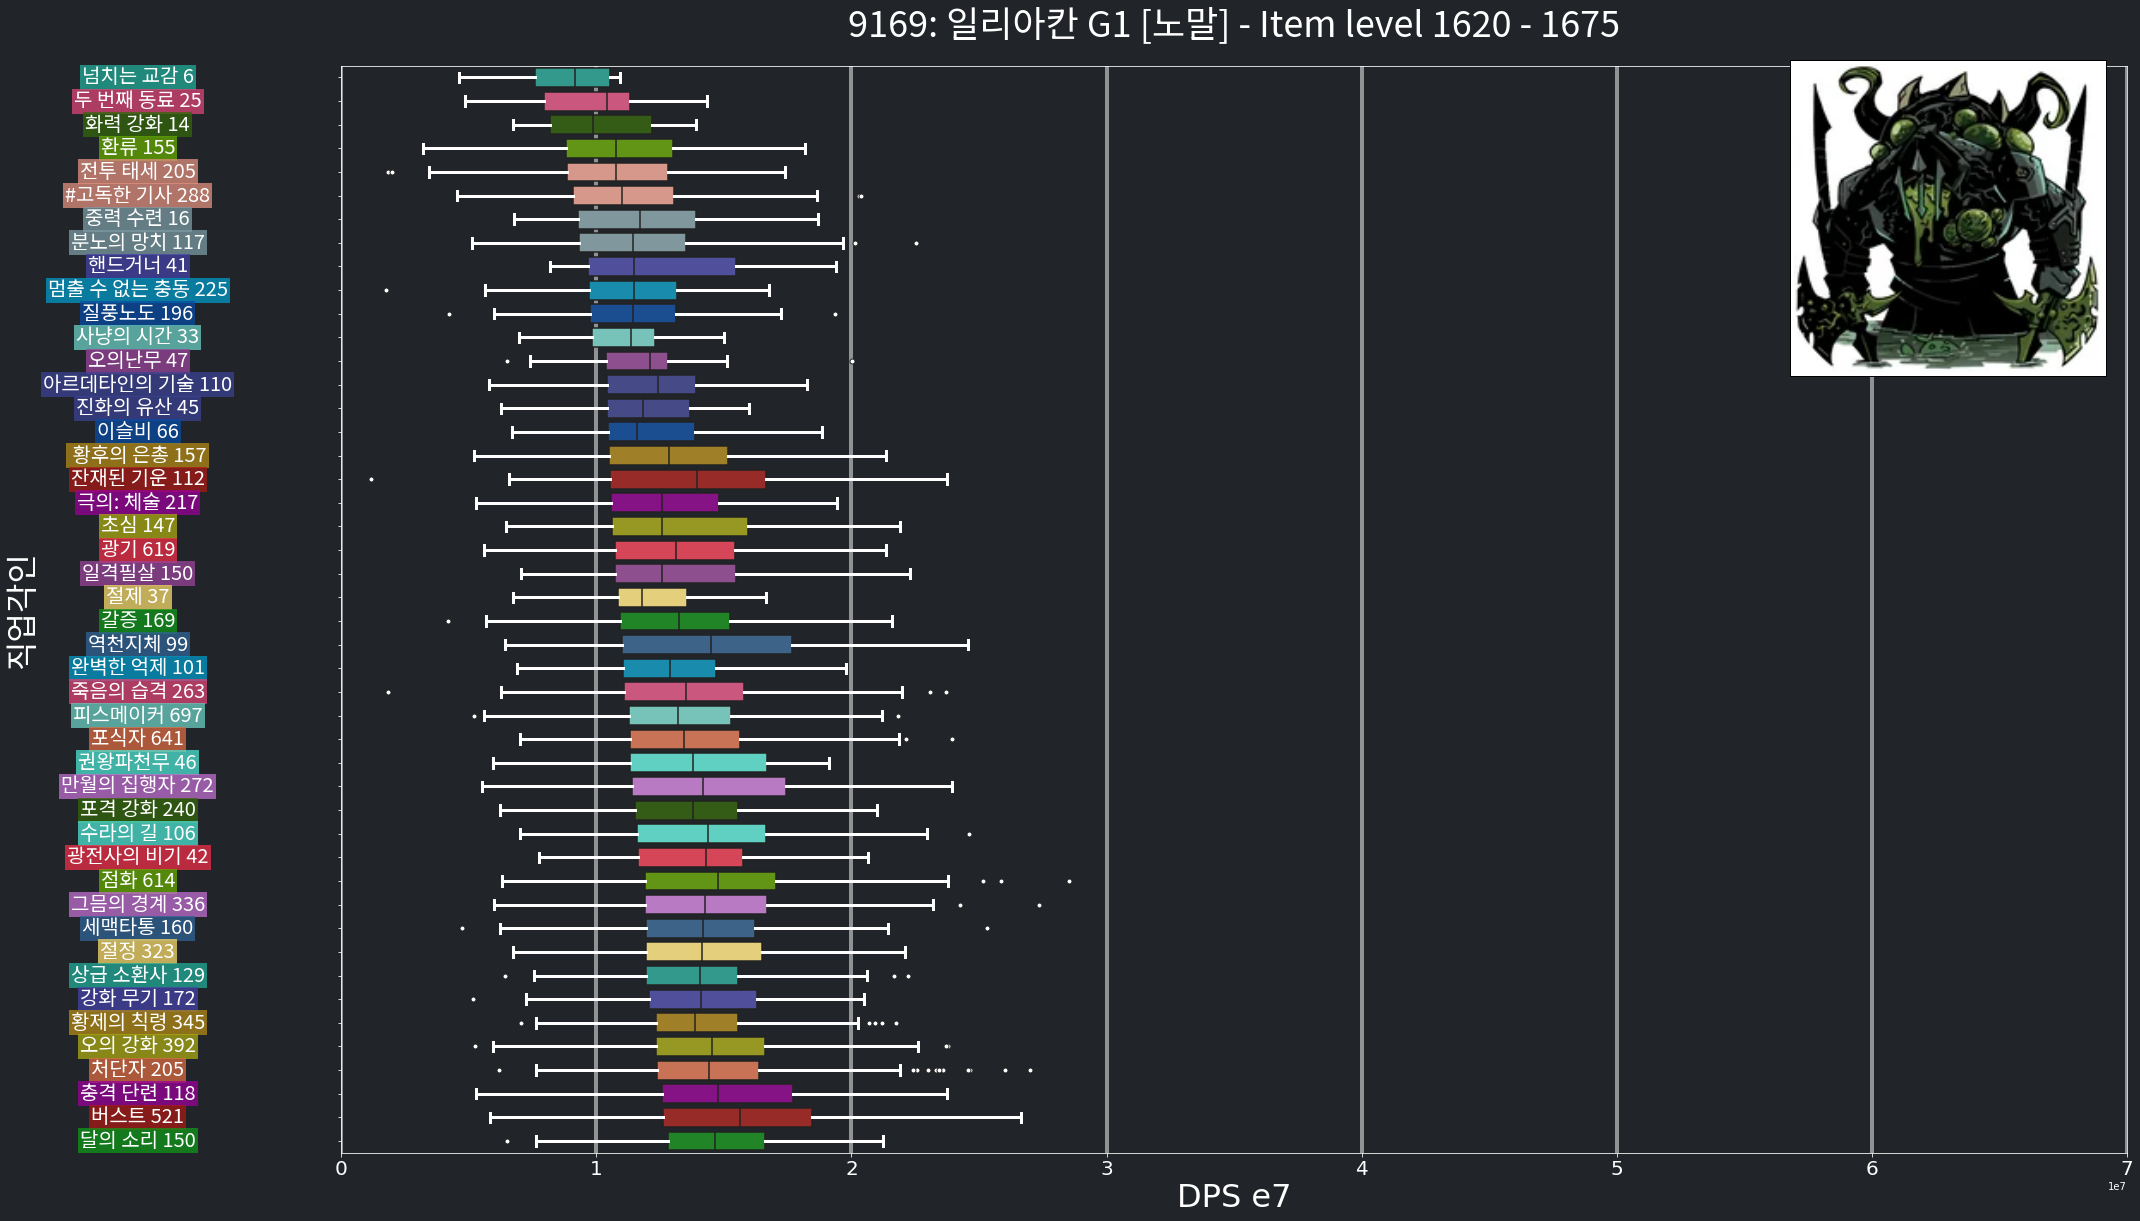 9169: 일리아칸 G1 [노말] - Item level 1620 - 1675
직업각인
넘치는 교감 6
두 번째 동료 25
화력 강화 14
환류 155
전투 태세 205
#고독한 기사 288
중력 수련 16
분노의 망치 117
핸드거너 41
멈출 수 없는 충동 225
질풍노도 196
사냥의 시간 33
오의난무 47
아르데타인의 기술 110
진화의 유산 45
이슬비 66
황후의 은총 157
잔재된 기운 112
극의: 체술 217
초심 147
광기 619
일격필살 150
절제 37
갈증 169
역천지체 99
완벽한 억제 101
죽음의 습격 263
피스메이커 697
포식자 641
권왕파천무 46
만월의 집행자 272
포격 강화 240
수라의 길 106
광전사의 비기 42
점화 614
그믐의 경계 336
세맥타통 160
절정 323
상급 소환사 129
강화 무기 172
황제의 칙령 345
오의 강화 392
처단자 205
충격 단련 118
버스트 521
달의 소리 150
0 1 2 3 4 5 6 7
1e7
DPS e7